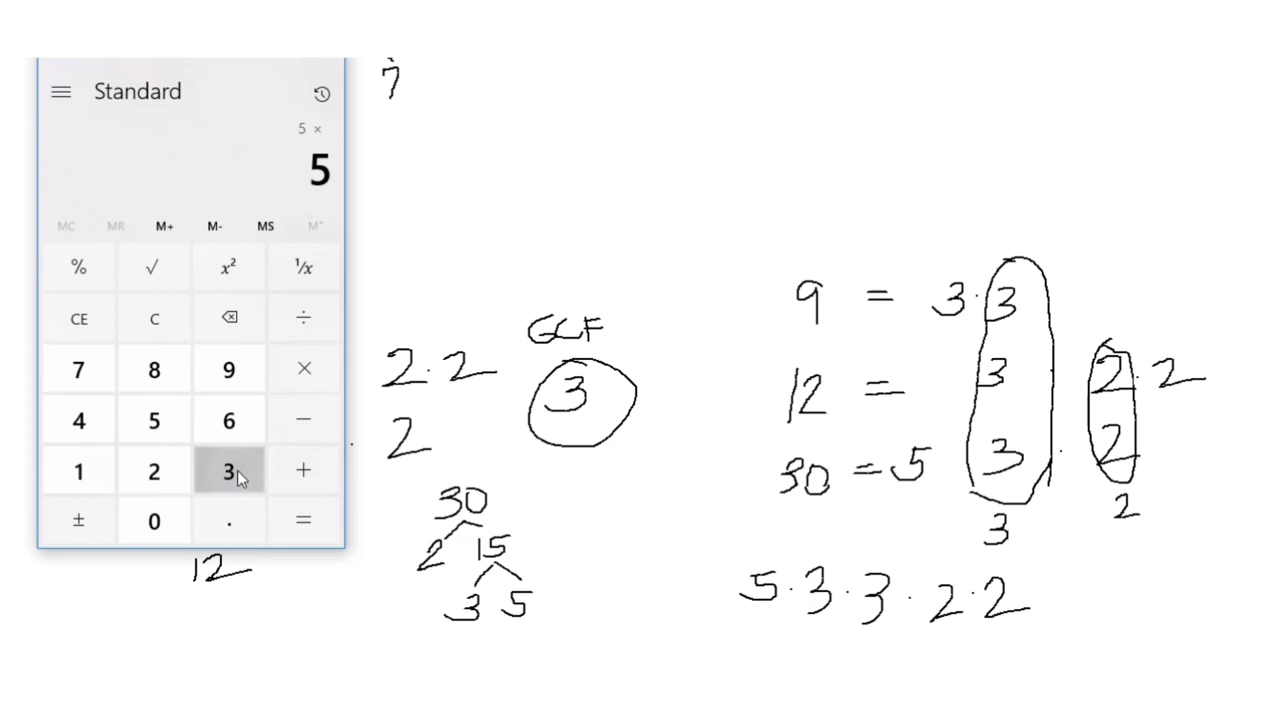 Standard
5 ×
5
MC MR M+ M- MS M˅
% √ x² ¹/x
CE C ÷
7 8 9 ×
4 5 6 −
1 2 3 +
± 0 . =
12
7
2·2
2
GCF
3
30
2 15
3 5
9 = 3·3
12 = 3 2·2
30 = 5 3 · 2
3 2
5·3·3·2·2